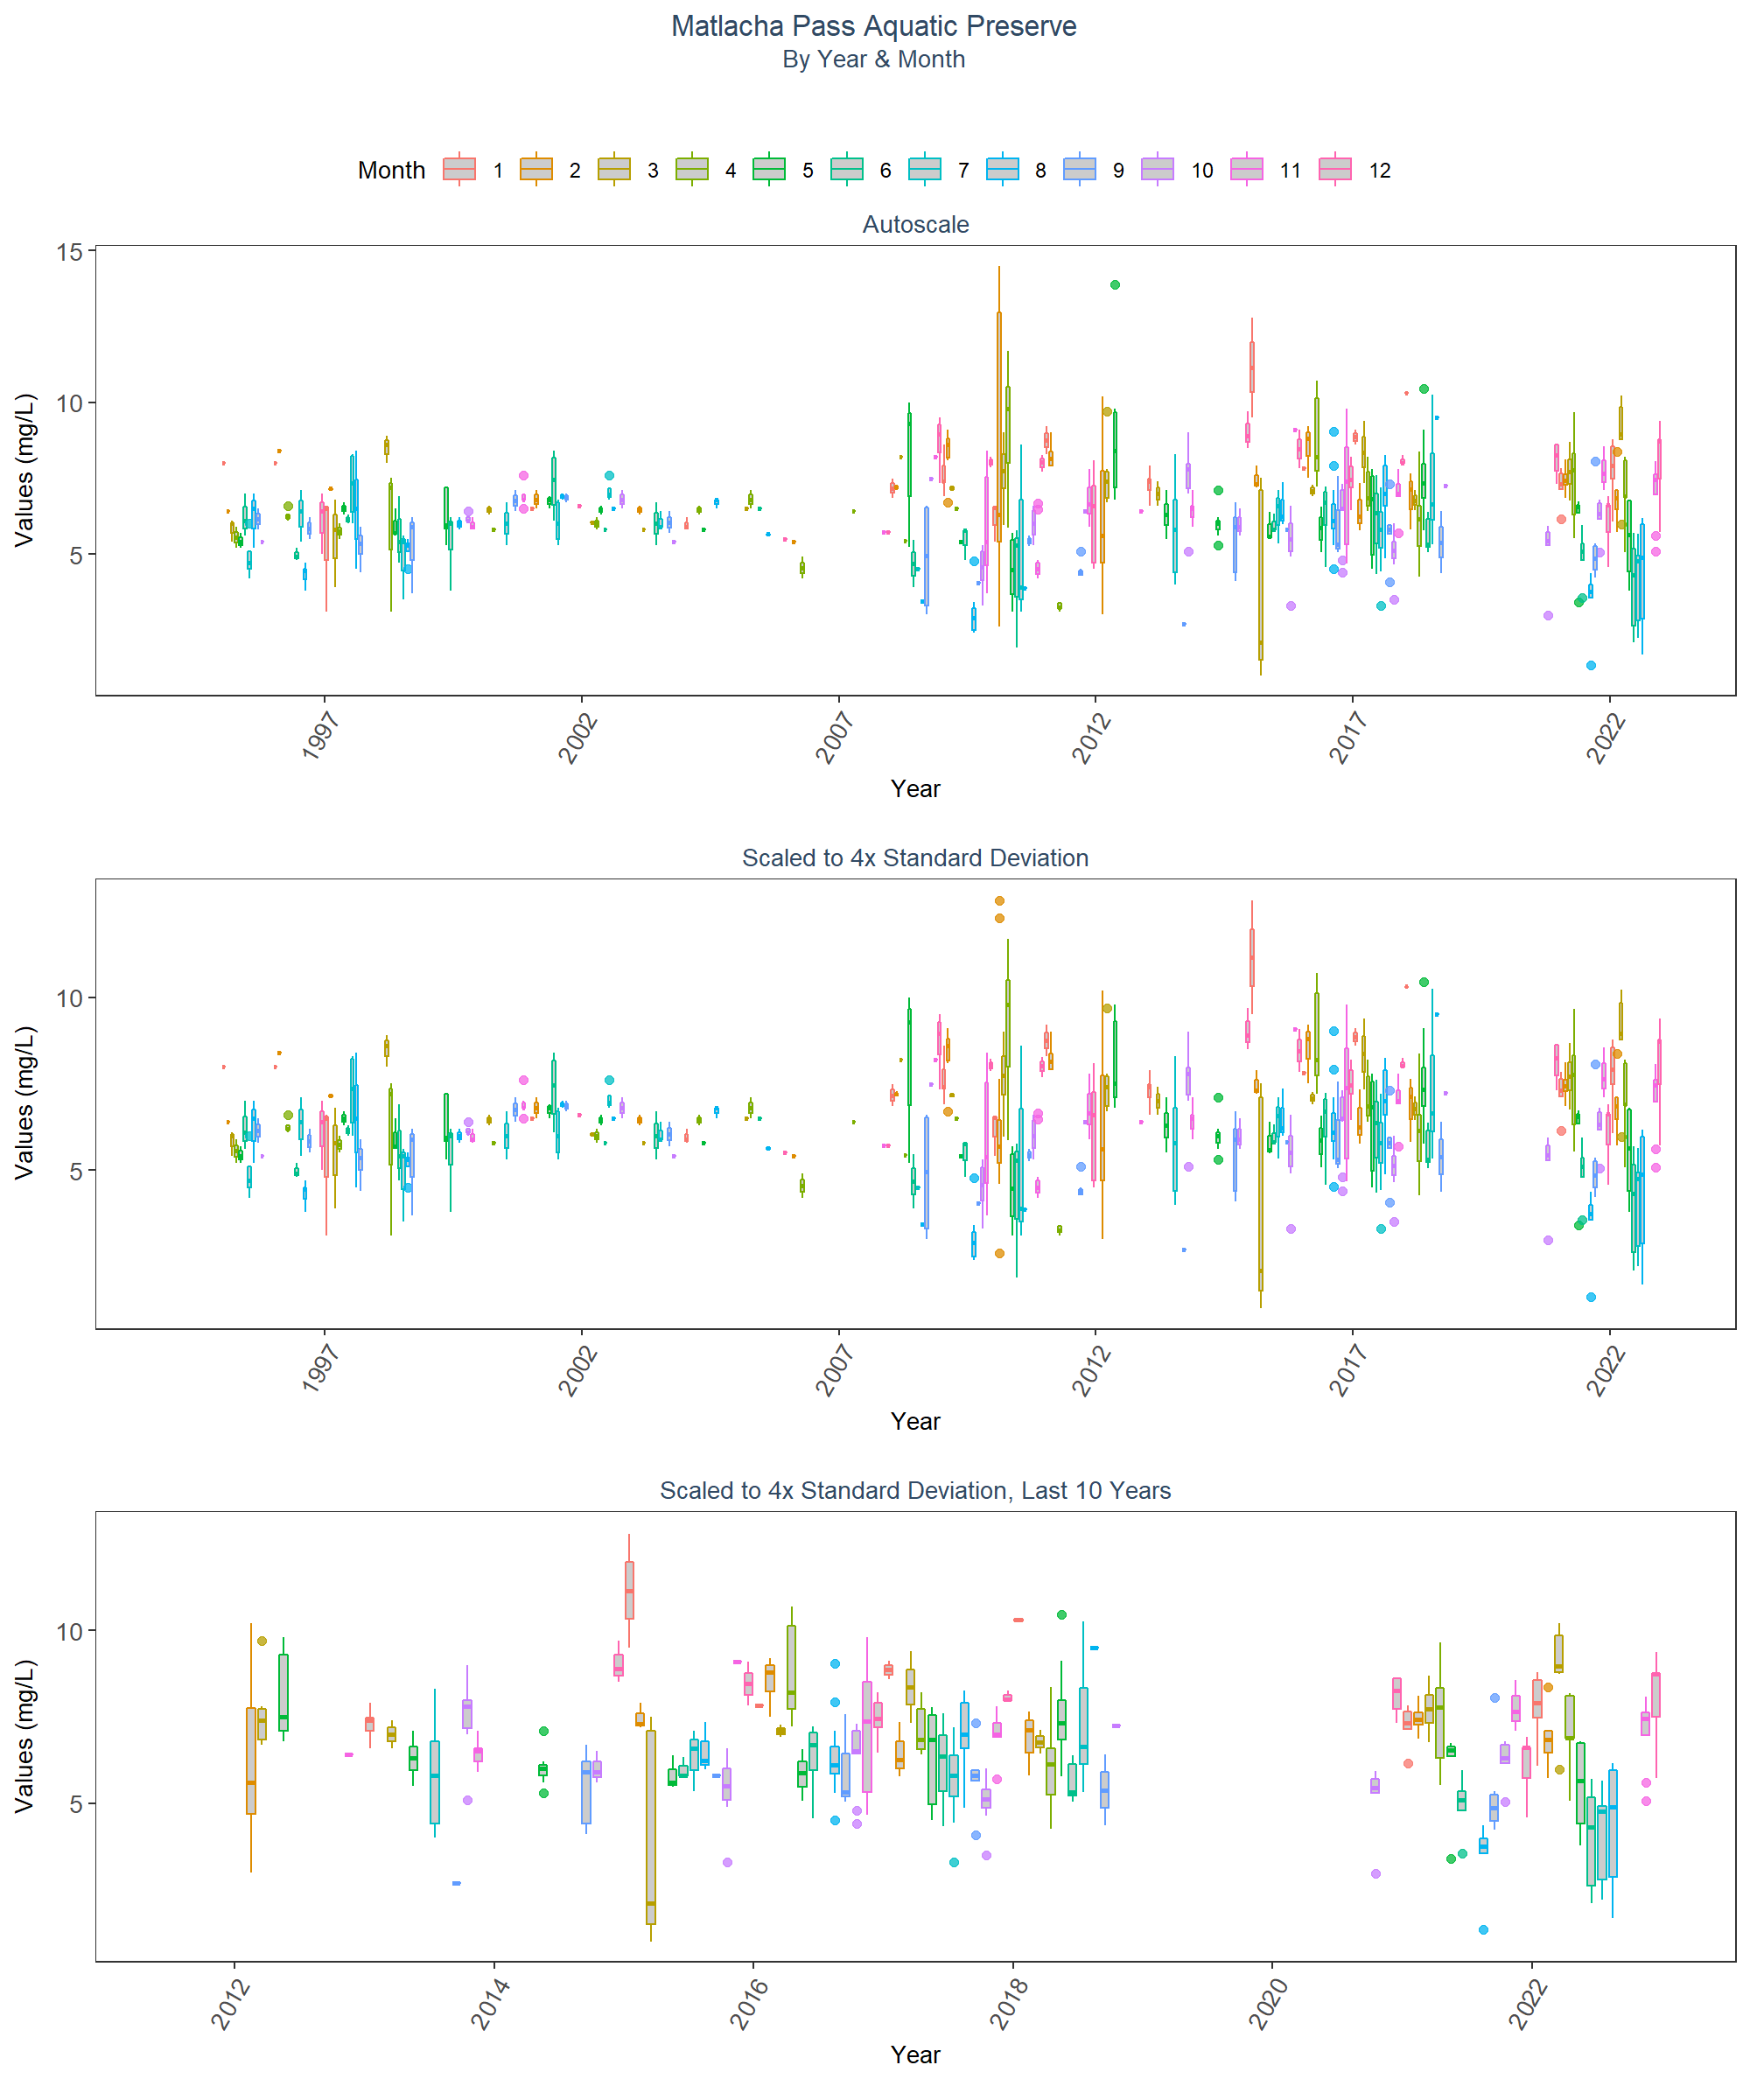 Matlacha Pass Aquatic Preserve
By Year & Month
Month 1 2 3 4 5 6 7 8 9 10 11 12
Autoscale
Values (mg/L)
15
10
5
1997 2002 2007 2012 2017 2022
Year
Scaled to 4x Standard Deviation
Values (mg/L)
10
5
1997 2002 2007 2012 2017 2022
Year
Scaled to 4x Standard Deviation, Last 10 Years
Values (mg/L)
10
5
2012 2014 2016 2018 2020 2022
Year